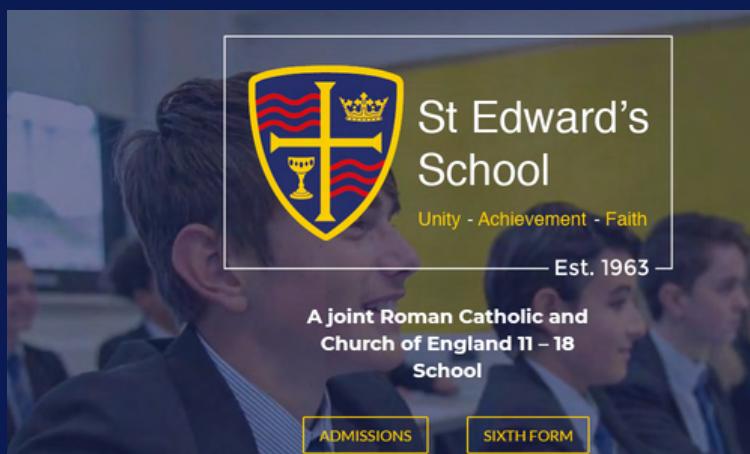 St Edward's
School
Unity - Achievement - Faith
Est. 1963
A joint Roman Catholic and
Church of England 11 – 18
School
ADMISSIONS
SIXTH FORM